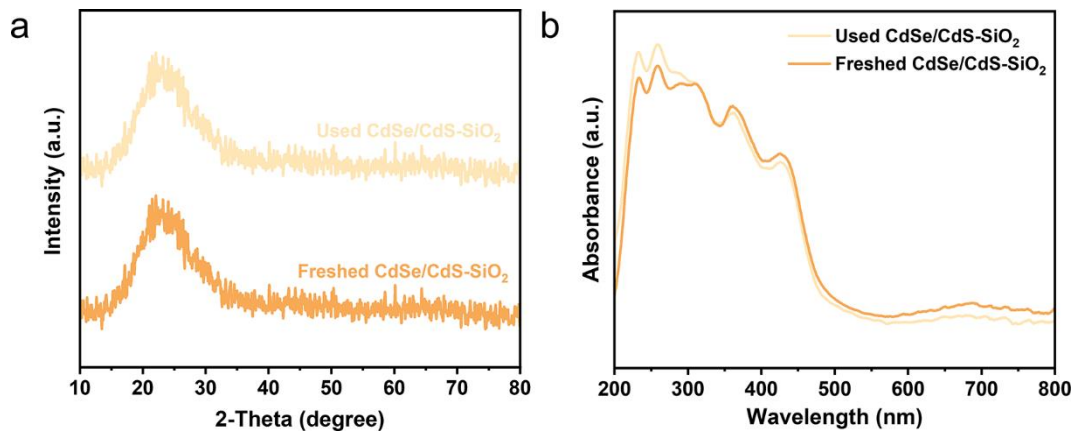 a
Intensity (a.u.)
Used CdSe/CdS-SiO₂
Freshed CdSe/CdS-SiO₂
10 20 30 40 50 60 70 80
2-Theta (degree)
b
Absorbance (a.u.)
Used CdSe/CdS-SiO₂
Freshed CdSe/CdS-SiO₂
200 300 400 500 600 700 800
Wavelength (nm)